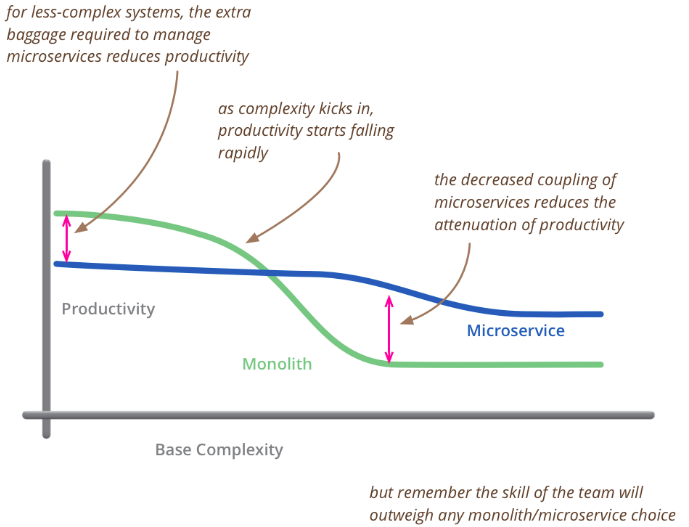 for less-complex systems, the extra
baggage required to manage
microservices reduces productivity
as complexity kicks in,
productivity starts falling
rapidly
the decreased coupling of
microservices reduces the
attenuation of productivity
Productivity
Microservice
Monolith
Base Complexity
but remember the skill of the team will
outweigh any monolith/microservice choice